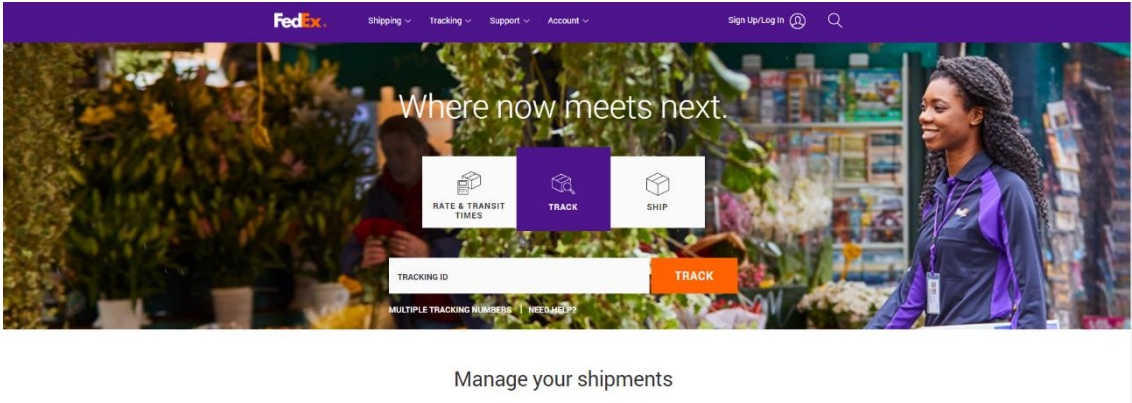 FedEx.
Shipping
Tracking
Support
Account
Sign Up/Log In
Where now meets next.
RATE & TRANSIT
TIMES
TRACK
SHIP
TRACKING ID
TRACK
MULTIPLE TRACKING NUMBERS | NEED HELP?
Manage your shipments